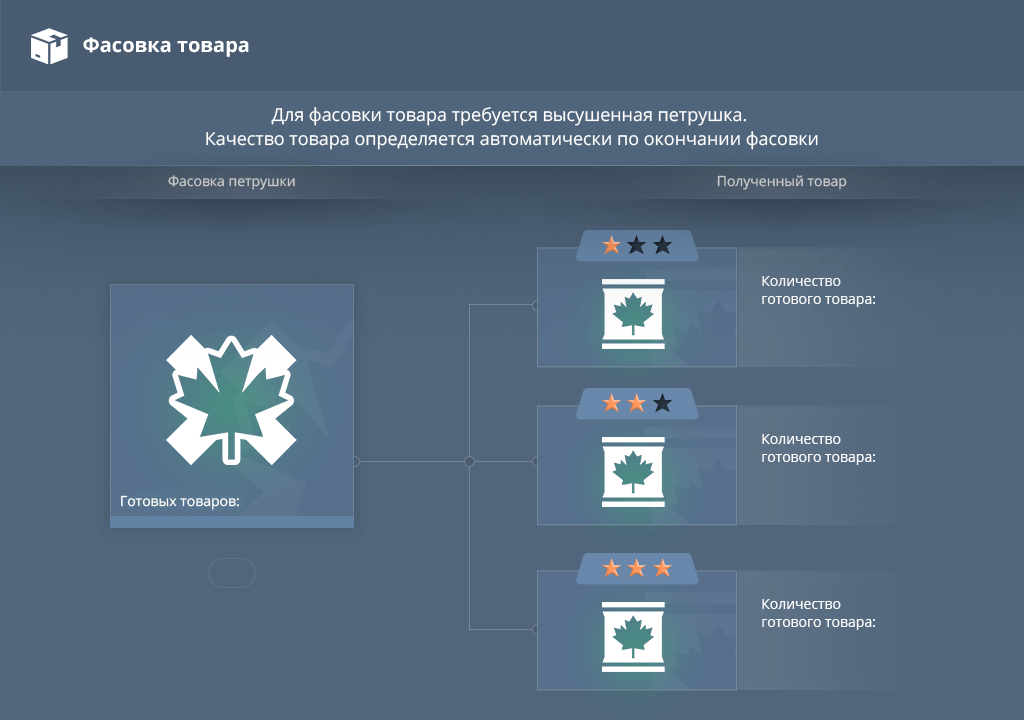 Фасовка товара
Для фасовки товара требуется высушенная петрушка.
Качество товара определяется автоматически по окончании фасовки
Фасовка петрушки
Полученный товар
Количество
готового товара:
Готовых товаров:
Количество
готового товара:
Количество
готового товара: